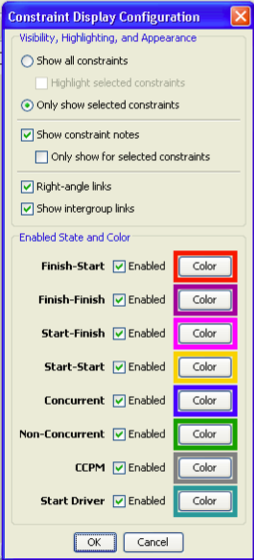 Constraint Display Configuration
Visibility, Highlighting, and Appearance
Show all constraints
Highlight selected constraints
Only show selected constraints
Show constraint notes
Only show for selected constraints
Right-angle links
Show intergroup links
Enabled State and Color
Finish-Start Enabled Color
Finish-Finish Enabled Color
Start-Finish Enabled Color
Start-Start Enabled Color
Concurrent Enabled Color
Non-Concurrent Enabled Color
CCPM Enabled Color
Start Driver Enabled Color
OK Cancel